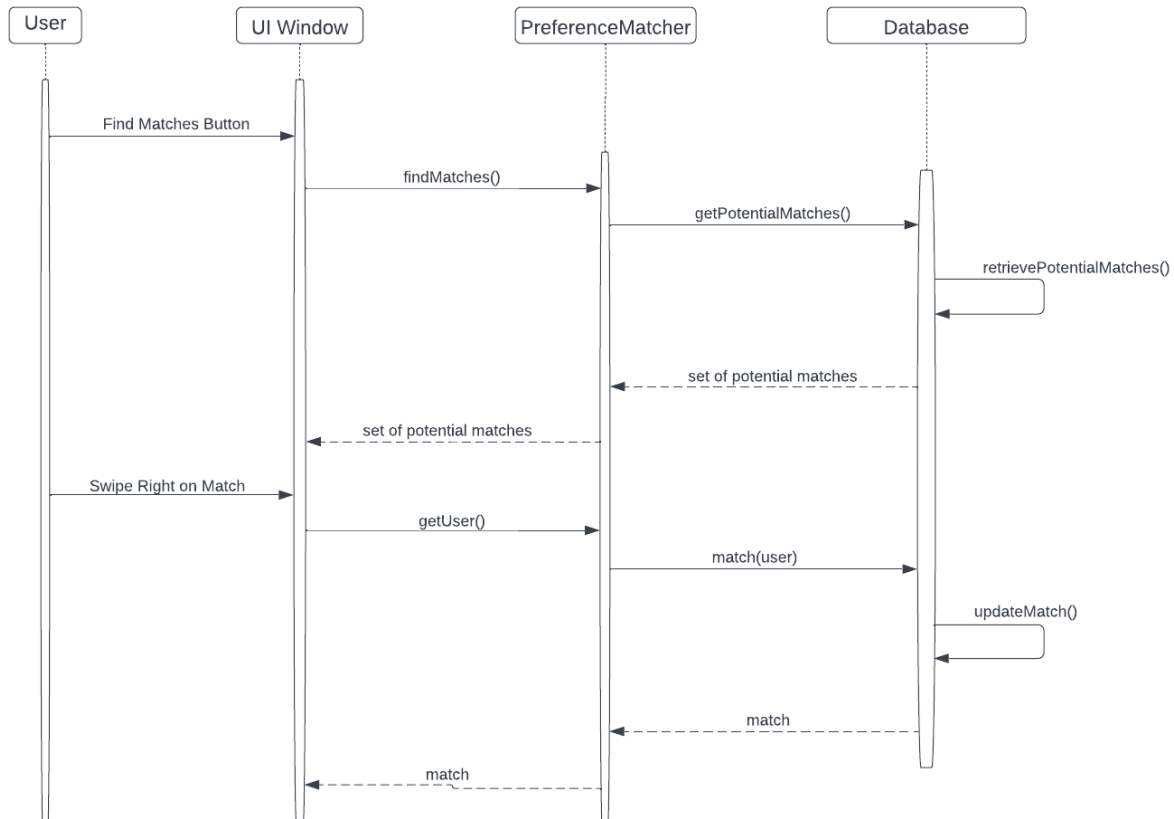 User
UI Window
PreferenceMatcher
Database
Find Matches Button
findMatches()
getPotentialMatches()
retrievePotentialMatches()
set of potential matches
set of potential matches
Swipe Right on Match
getUser()
match(user)
updateMatch()
match
match